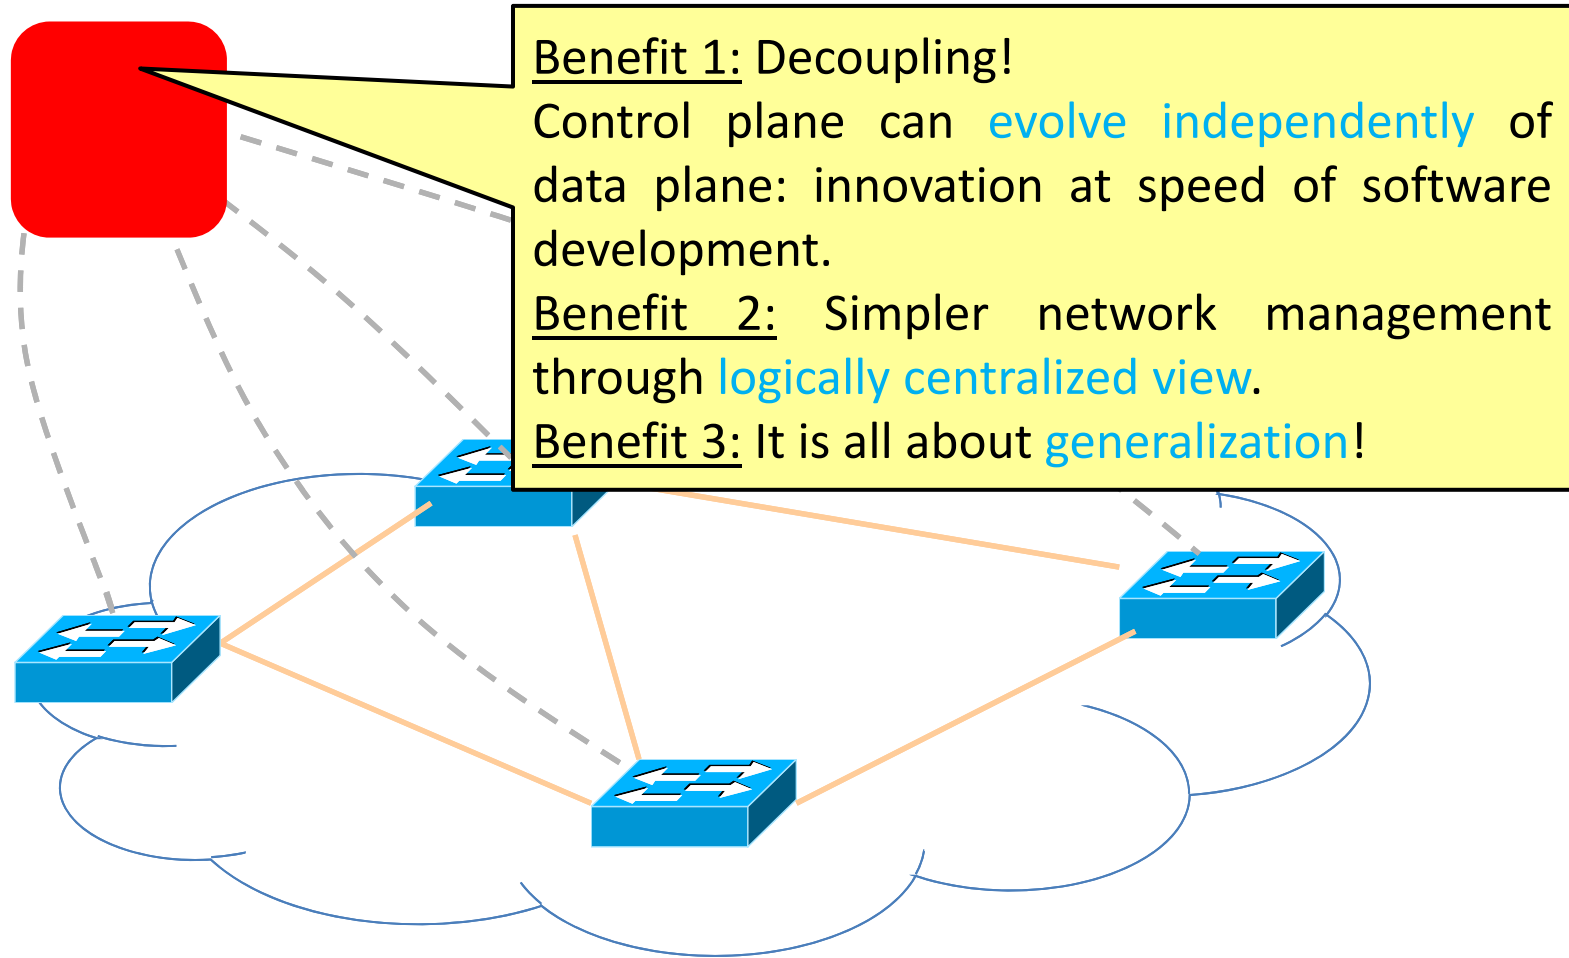 Benefit 1: Decoupling!
Control plane can evolve independently of
data plane: innovation at speed of software
development.
Benefit 2: Simpler network management
through logically centralized view.
Benefit 3: It is all about generalization!